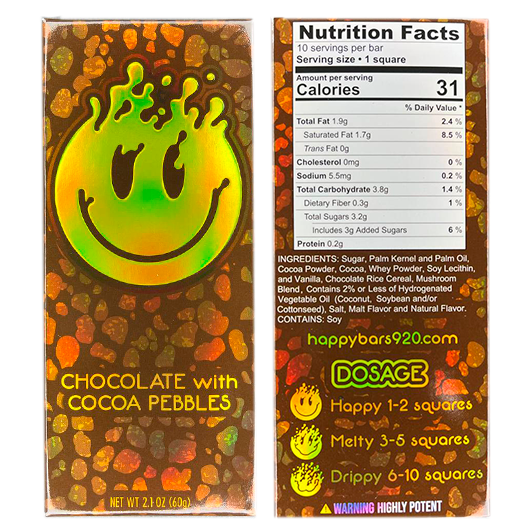 CHOCOLATE with
COCOA PEBBLES
NET WT 2.1 OZ (60g)
Nutrition Facts
10 servings per bar
Serving size • 1 square
Amount per serving
Calories 31
% Daily Value *
Total Fat 1.9g 2.4 %
Saturated Fat 1.7g 8.5 %
Trans Fat 0g
Cholesterol 0mg 0 %
Sodium 5.5mg 0.2 %
Total Carbohydrate 3.8g 1.4 %
Dietary Fiber 0.3g 1 %
Total Sugars 3.2g
Includes 3g Added Sugars 6 %
Protein 0.2g
INGREDIENTS: Sugar, Palm Kernel and Palm Oil,
Cocoa Powder, Cocoa, Whey Powder, Soy Lecithin,
and Vanilla, Chocolate Rice Cereal, Mushroom
Blend , Contains 2% or Less of Hydrogenated
Vegetable Oil (Coconut, Soybean and/or
Cottonseed), Salt, Malt Flavor and Natural Flavor.
CONTAINS: Soy
happybars920.com
DOSAGE
Happy 1-2 squares
Melty 3-5 squares
Drippy 6-10 squares
WARNING HIGHLY POTENT